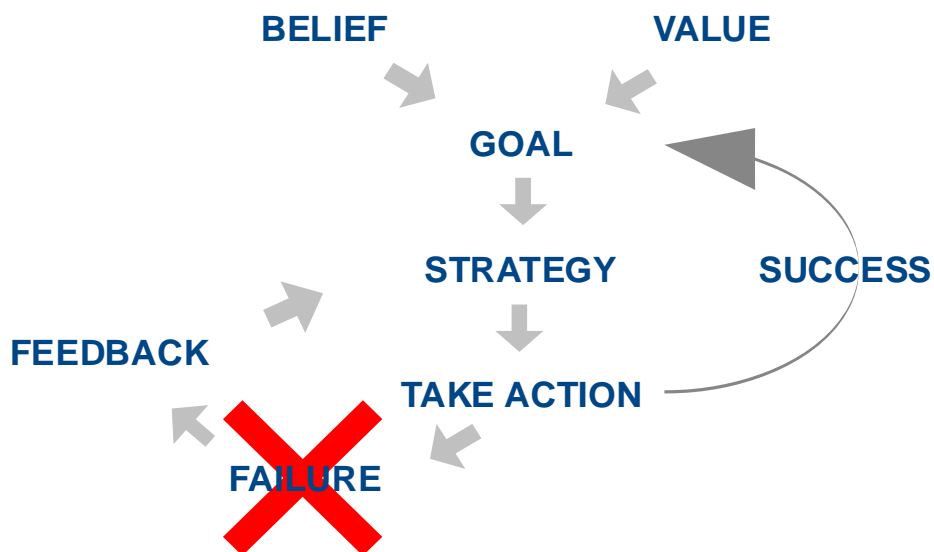 BELIEF
VALUE
GOAL
STRATEGY
SUCCESS
FEEDBACK
TAKE ACTION
FAILURE